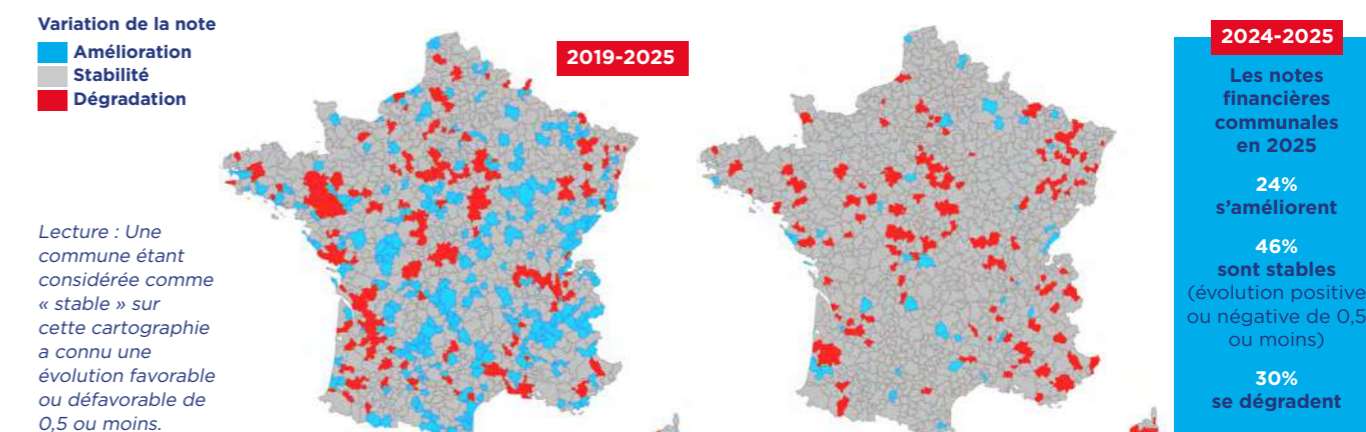 Variation de la note
Amélioration
Stabilité
Dégradation
Lecture : Une
commune étant
considérée comme
« stable » sur
cette cartographie
a connu une
évolution favorable
ou défavorable de
0,5 ou moins.
2019-2025
2024-2025
Les notes
financières
communales
en 2025
24%
s’améliorent
46%
sont stables
(évolution positive
ou négative de 0,5
ou moins)
30%
se dégradent